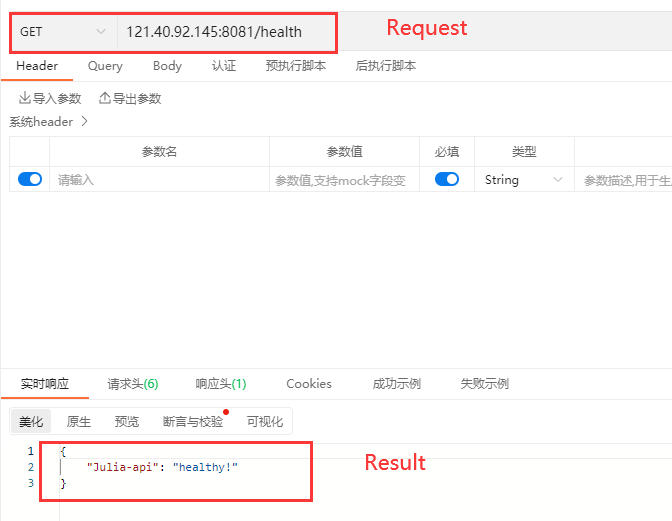 GET 121.40.92.145:8081/health Request
Header Query Body 认证 预执行脚本 后执行脚本
导入参数 导出参数
系统header
参数名 参数值 必填 类型
请输入 参数值,支持mock字段变 String 参数描述,用于生
实时响应 请求头(6) 响应头(1) Cookies 成功示例 失败示例
美化 原生 预览 断言与校验 可视化
1 {
2 "Julia-api": "healthy!"
3 }
Result